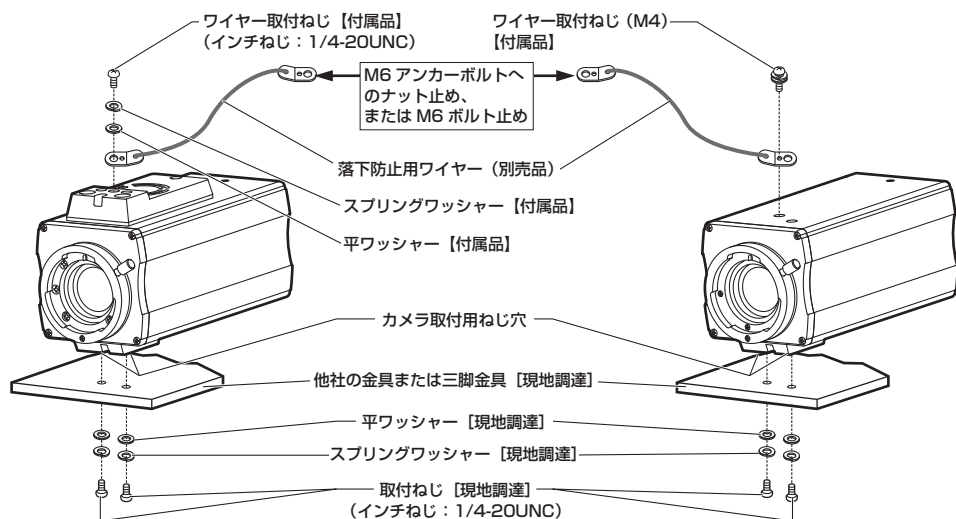 ワイヤー取付ねじ【付属品】
(インチねじ:1/4-20UNC)
ワイヤー取付ねじ(M4)
【付属品】
M6 アンカーボルトへ
のナット止め、
または M6 ボルト止め
落下防止用ワイヤー(別売品)
スプリングワッシャー【付属品】
平ワッシャー【付属品】
カメラ取付用ねじ穴
他社の金具または三脚金具[現地調達]
平ワッシャー[現地調達]
スプリングワッシャー[現地調達]
取付ねじ[現地調達]
(インチねじ:1/4-20UNC)